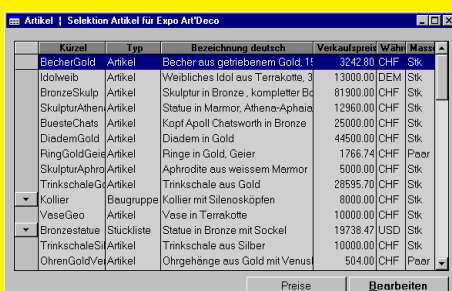 Artikel ¦ Selektion Artikel für Expo Art'Deco
Kürzel Typ Bezeichnung deutsch Verkaufspreis Währ Masse
BecherGold Artikel Becher aus getriebenem Gold, 15 3242.80 CHF Stk
Idolweib Artikel Weibliches Idol aus Terrakotte, 3 13000.00 DEM Stk
BronzeSkulp Artikel Skulptur in Bronze , kompletter Bo 81900.00 CHF Stk
SkulpturAthen Artikel Statue in Marmor, Athena-Aphaia 12960.00 CHF Stk
BuesteChats Artikel Kopf Apoll Chatsworth in Bronze 25000.00 CHF Stk
DiademGold Artikel Diadem in Gold 44500.00 CHF Stk
RingGoldGeie Artikel Ringe in Gold, Geier 1766.74 CHF Paar
SkulpturAphro Artikel Aphrodite aus weissem Marmor 5000.00 CHF Stk
TrinkschaleGo Artikel Trinkschale aus Gold 28595.70 CHF Stk
Kollier Baugruppe Kollier mit Silenosköpfen 8000.00 CHF Stk
VaseGeo Artikel Vase in Terrakotte 10000.00 CHF Stk
Bronzestatue Stückliste Statue in Bronze mit Sockel 19738.47 USD Stk
TrinkschaleSil Artikel Trinkschale aus Silber 10000.00 CHF Stk
OhrenGoldVe Artikel Ohrgehänge aus Gold mit Venusl 504.00 CHF Paar
Preise Bearbeiten